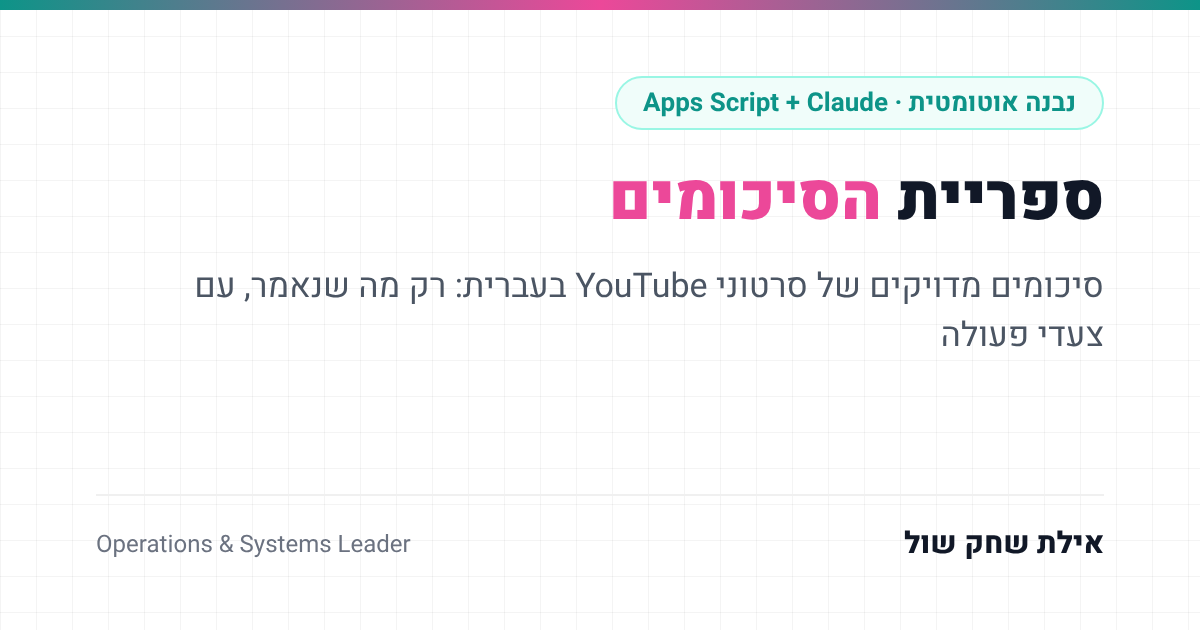 נבנה אוטומטית · Apps Script + Claude
ספריית הסיכומים
סיכומים מדויקים של סרטוני YouTube בעברית: רק מה שנאמר, עם
צעדי פעולה
אילת שחק שול
Operations & Systems Leader